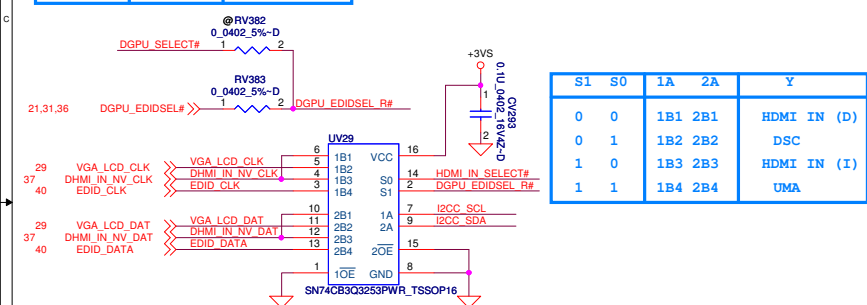 C
@RV382
0_0402_5%~D
DGPU_SELECT# 1 2
RV383
0_0402_5%~D
21,31,36 DGPU_EDIDSEL# 1 2 DGPU_EDIDSEL_R#
+3VS
1
2
CV293
0.1U_0402_16V4Z~D
UV29
6 1B1 VCC 16
29 VGA_LCD_CLK VGA_LCD_CLK 5 1B2
37 DHMI_IN_NV_CLK DHMI_IN_NV_CLK 4 1B3 S0 14 HDMI_IN_SELECT#
40 EDID_CLK EDID_CLK 3 1B4 S1 2 DGPU_EDIDSEL_R#
10 2B1 1A 7 I2CC_SCL
29 VGA_LCD_DAT VGA_LCD_DAT 11 2B2 2A 9 I2CC_SDA
37 DHMI_IN_NV_DAT DHMI_IN_NV_DAT 12 2B3
40 EDID_DATA EDID_DATA 13 2B4 2OE 15
1 1OE GND 8
SN74CB3Q3253PWR_TSSOP16
S1 S0 1A 2A Y
0 0 1B1 2B1 HDMI IN (D)
0 1 1B2 2B2 DSC
1 0 1B3 2B3 HDMI IN (I)
1 1 1B4 2B4 UMA